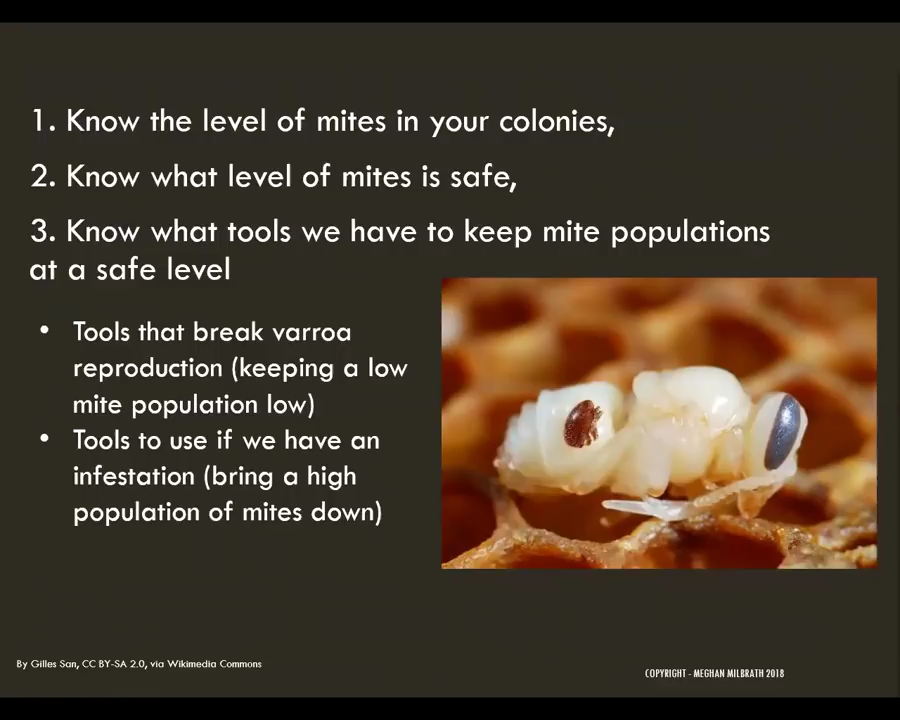 1. Know the level of mites in your colonies,
2. Know what level of mites is safe,
3. Know what tools we have to keep mite populations
at a safe level
• Tools that break varroa
reproduction (keeping a low
mite population low)
• Tools to use if we have an
infestation (bring a high
population of mites down)
By Gilles San, CC BY-SA 2.0, via Wikimedia Commons
COPYRIGHT - MEGHAN MILBRATH 2018